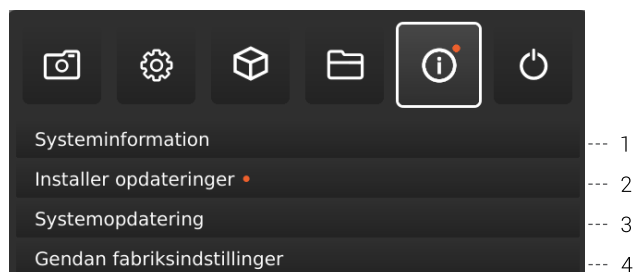 Systeminformation --- 1
Installer opdateringer • --- 2
Systemopdatering --- 3
Gendan fabriksindstillinger --- 4